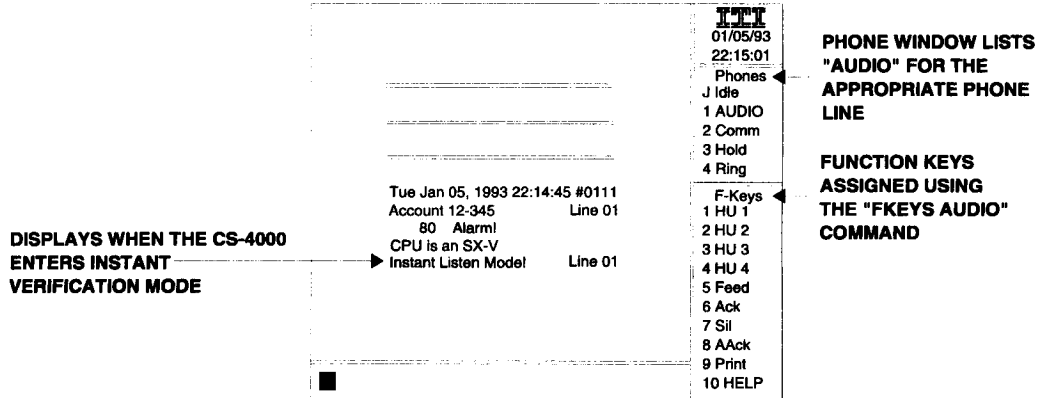 ITI
01/05/93
22:15:01
Phones
J Idle
1 AUDIO
2 Comm
3 Hold
4 Ring
PHONE WINDOW LISTS
"AUDIO" FOR THE
APPROPRIATE PHONE
LINE
Tue Jan 05, 1993 22:14:45 #0111
Account 12-345 Line 01
80 Alarm!
CPU is an SX-V
Instant Listen Mode! Line 01
DISPLAYS WHEN THE CS-4000
ENTERS INSTANT
VERIFICATION MODE
F-Keys
1 HU 1
2 HU 2
3 HU 3
4 HU 4
5 Feed
6 Ack
7 Sil
8 AAck
9 Print
10 HELP
FUNCTION KEYS
ASSIGNED USING
THE "FKEYS AUDIO"
COMMAND